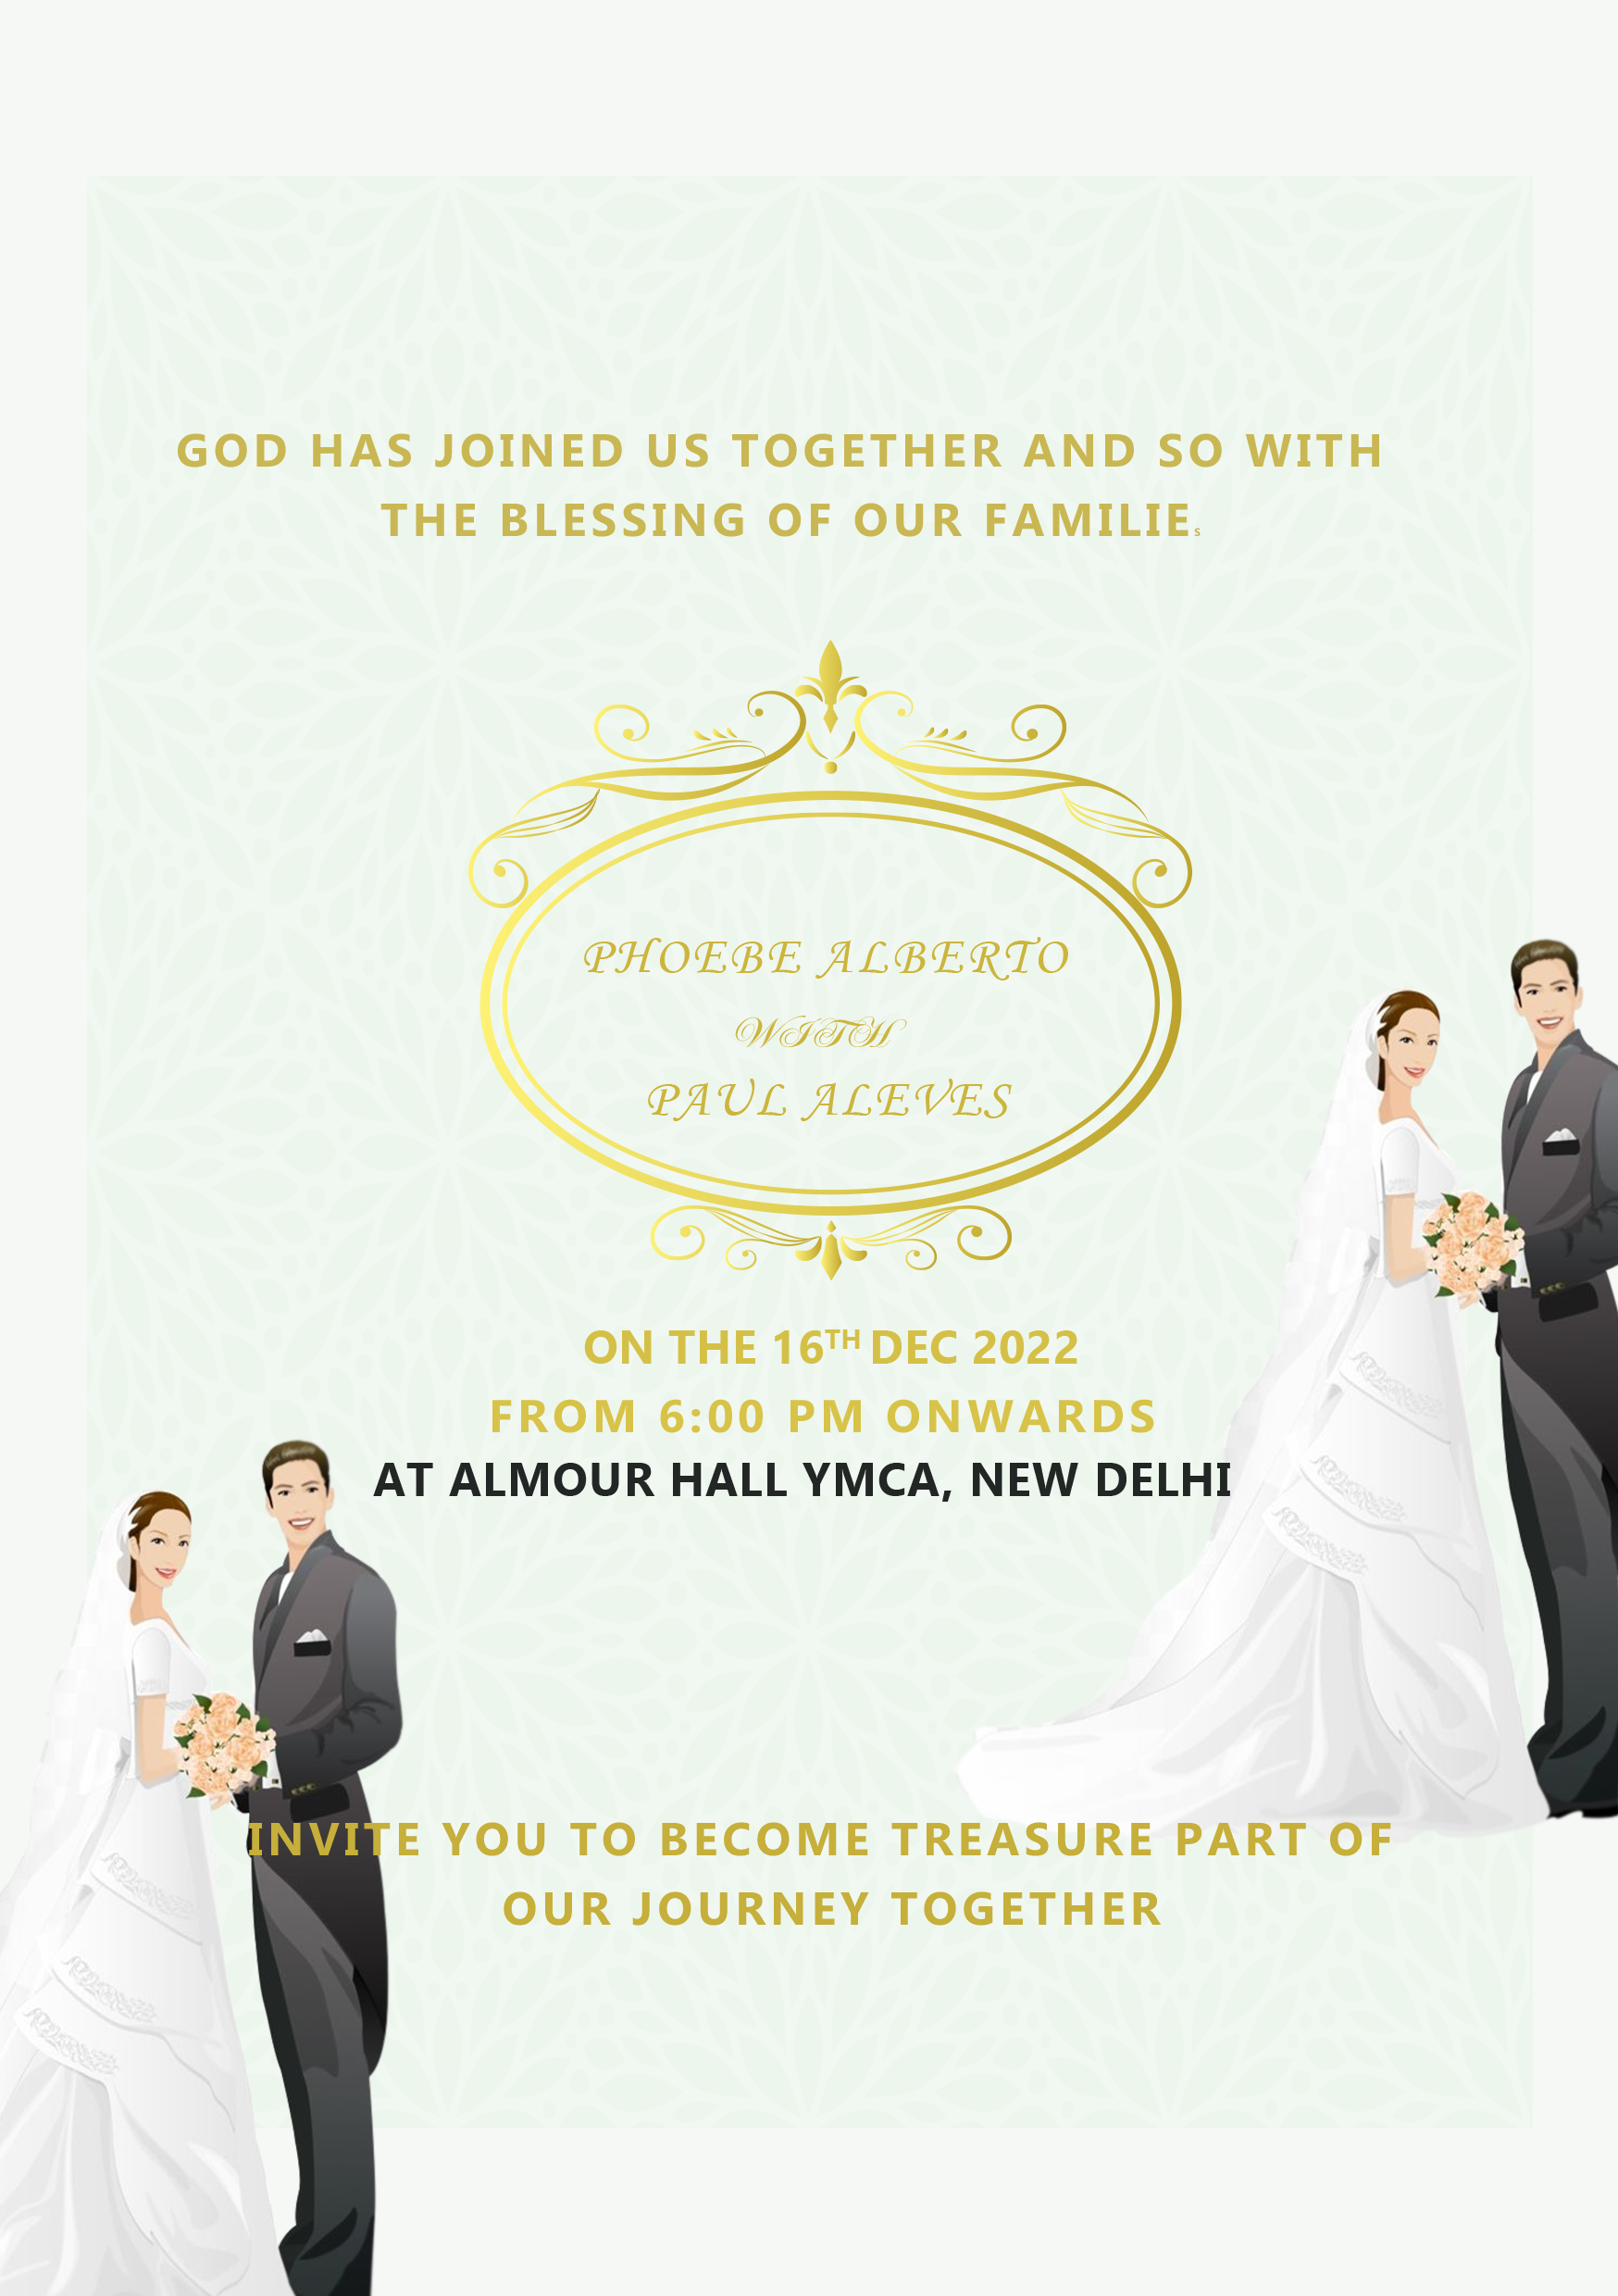 GOD HAS JOINED US TOGETHER AND SO WITH
THE BLESSING OF OUR FAMILIEs
PHOEBE ALBERTO
WITH
PAUL ALEVES
ON THE 16TH DEC 2022
FROM 6:00 PM ONWARDS
AT ALMOUR HALL YMCA, NEW DELHI
INVITE YOU TO BECOME TREASURE PART OF
OUR JOURNEY TOGETHER